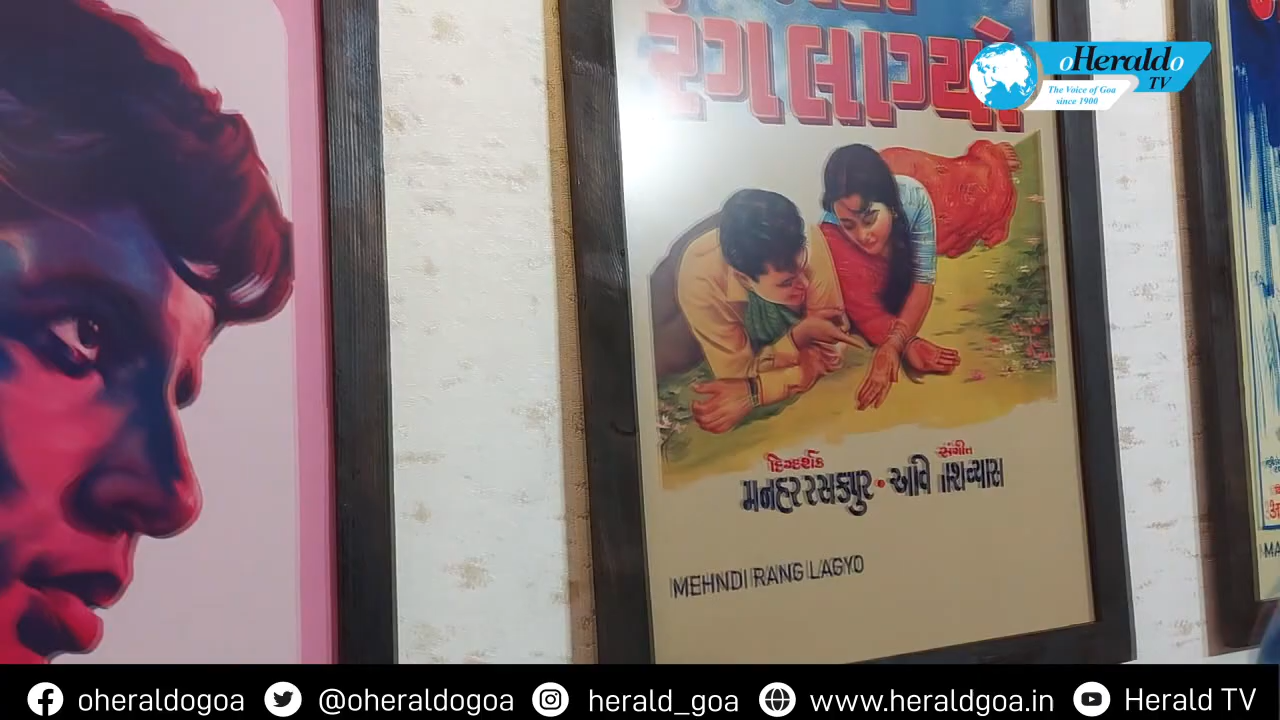 રંગ લાગ્યો
oHeraldo
TV
The Voice of Goa
since 1900
દિગ્દર્શક
સંગીત
મનહર રસકપુર • અવિનાશ વ્યાસ
MEHNDI RANG LAGYO
MA
oheraldogoa
@oheraldogoa
herald_goa
www.heraldgoa.in
Herald TV